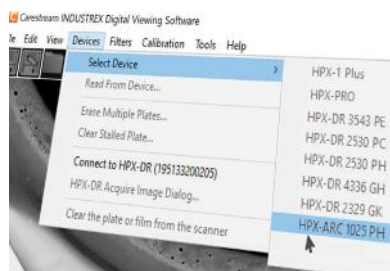 Carestream INDUSTREX Digital Viewing Software
Edit View Devices Filters Calibration Tools Help
Select Device
Read From Device...
Erase Multiple Plates...
Clear Stalled Plate...
Connect to HPX-DR (195133200205)
HPX-DR Acquire Image Dialog...
Clear the plate or film from the scanner
HPX-1 Plus
HPX-PRO
HPX-DR 3543 PE
HPX-DR 2530 PC
HPX-DR 2530 PH
HPX-DR 4336 GH
HPX-DR 2329 GK
HPX-ARC 1025 PH